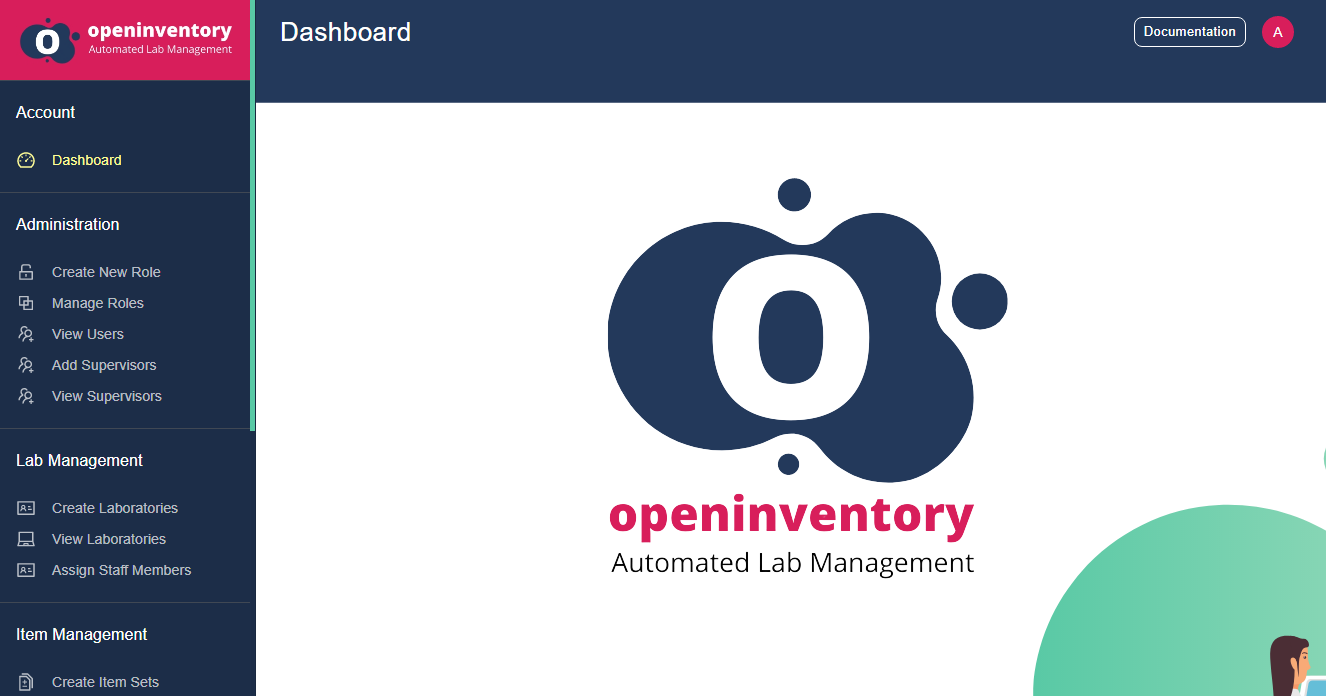 openinventory
Automated Lab Management
Dashboard
Documentation
A
Account
Dashboard
Administration
Create New Role
Manage Roles
View Users
Add Supervisors
View Supervisors
Lab Management
Create Laboratories
View Laboratories
Assign Staff Members
Item Management
Create Item Sets
openinventory
Automated Lab Management